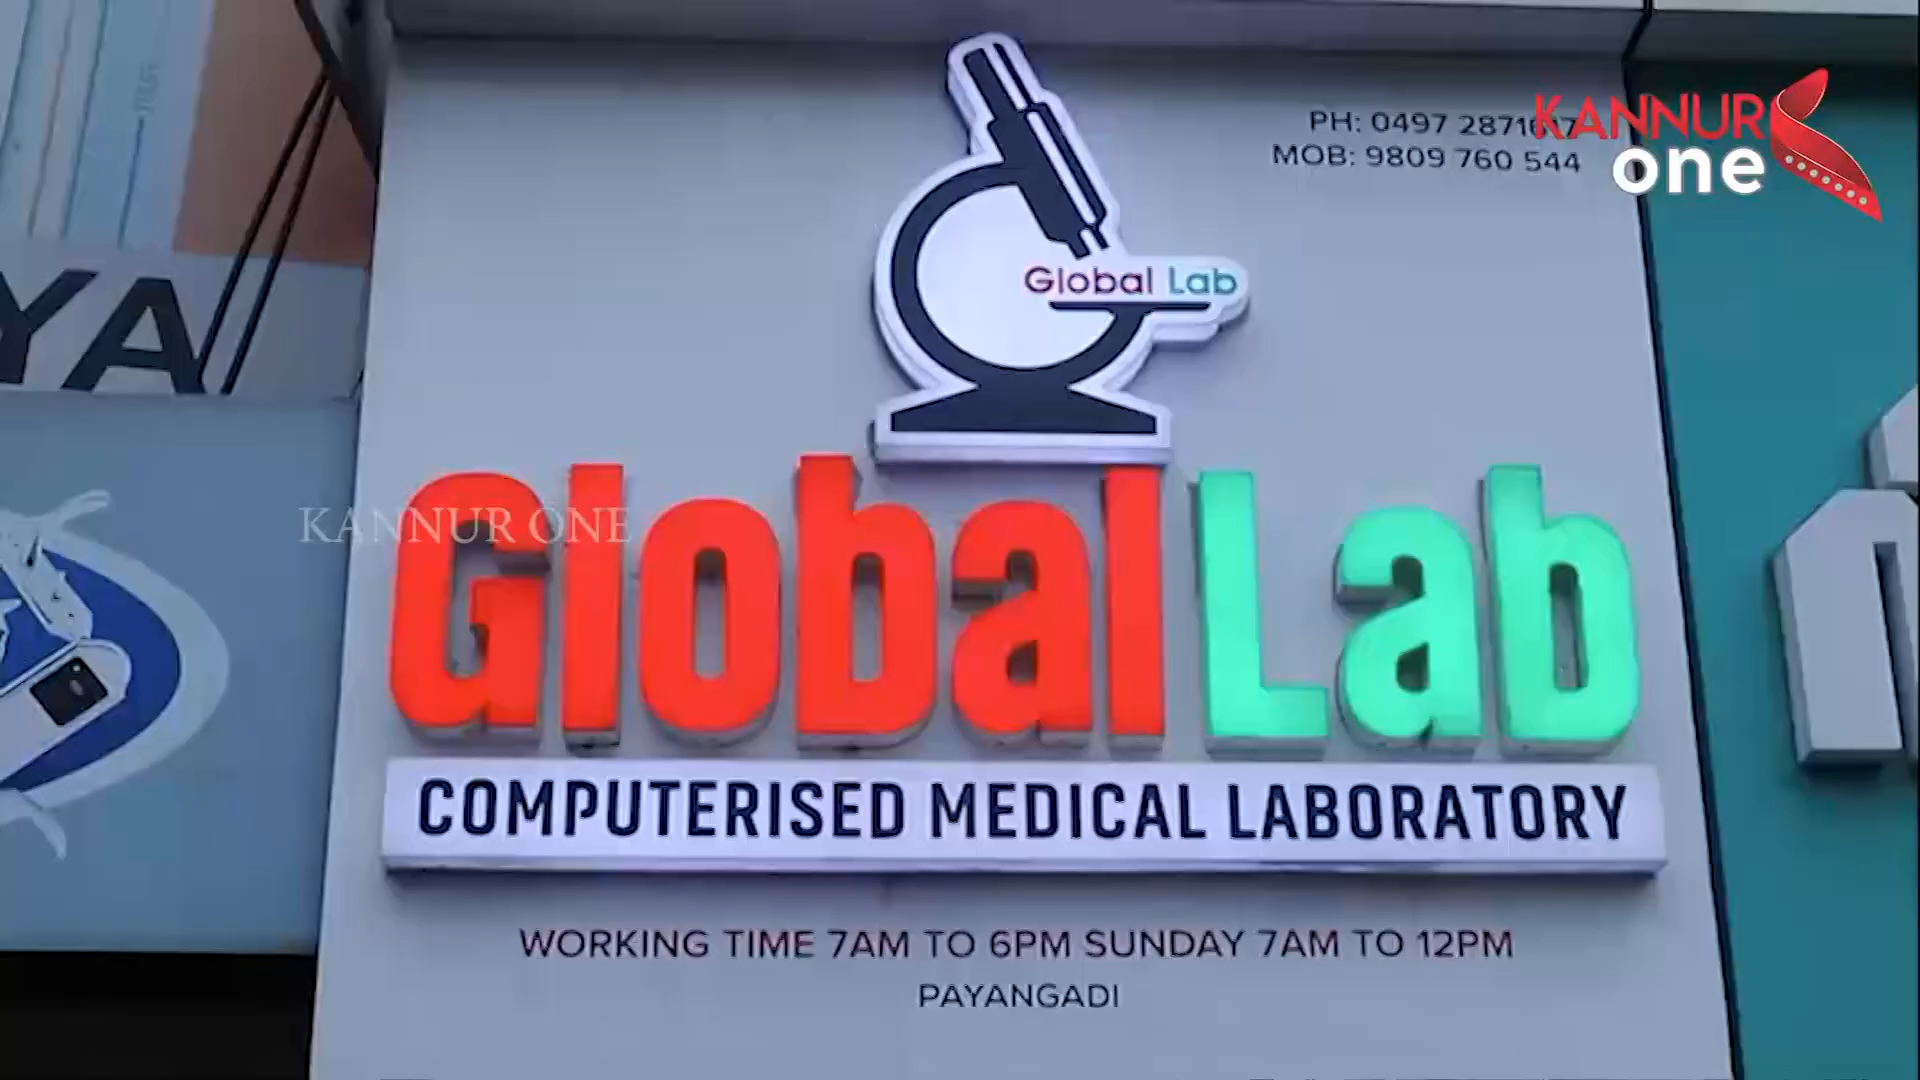 PH: 0497 2871617
MOB: 9809 760 544
KANNUR
one
Global Lab
YA
KANNUR ONE
Global Lab
COMPUTERISED MEDICAL LABORATORY
WORKING TIME 7AM TO 6PM SUNDAY 7AM TO 12PM
PAYANGADI